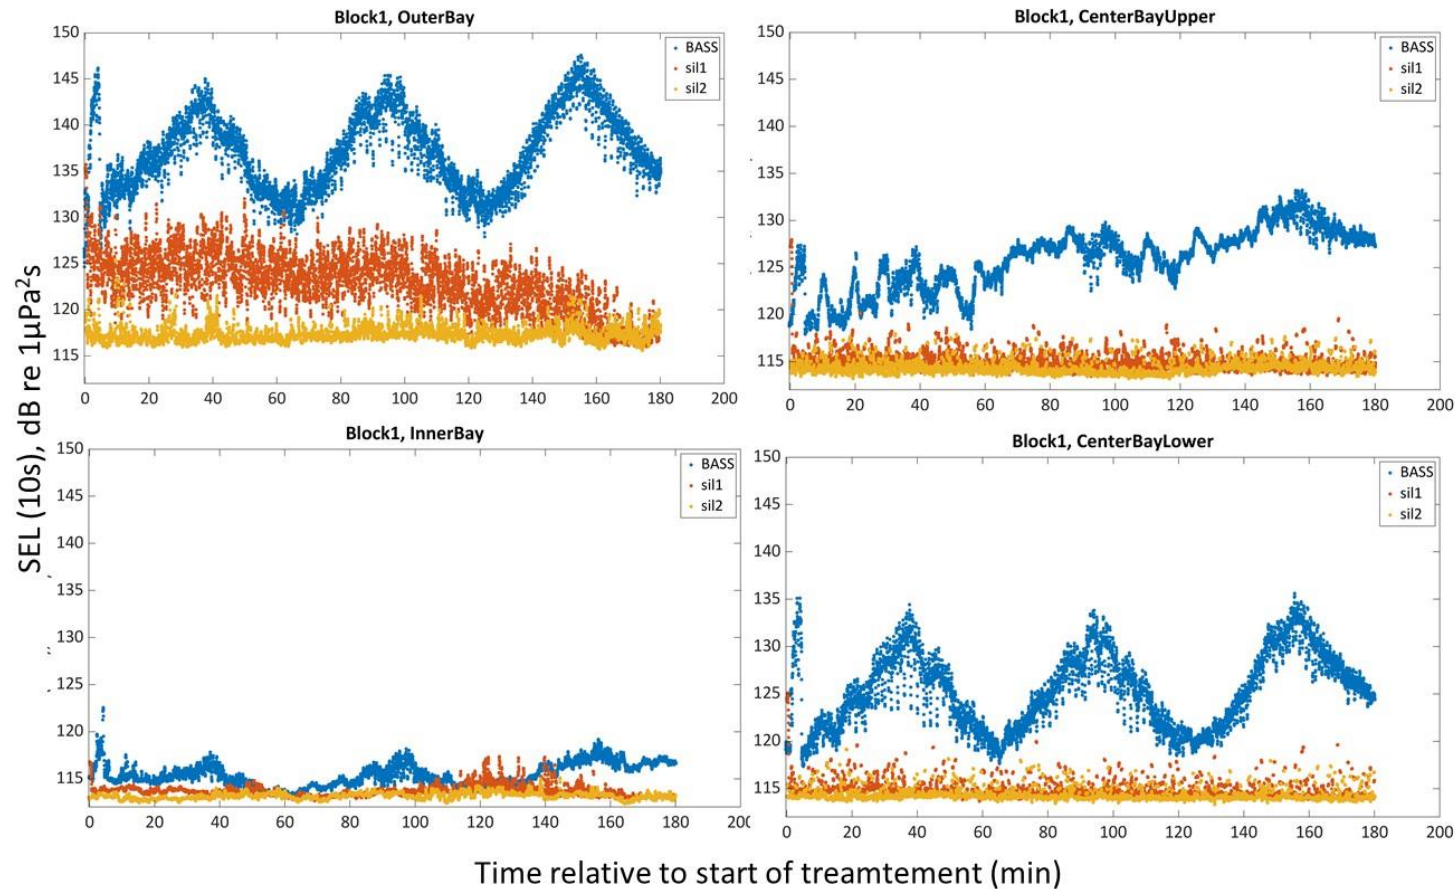 Block1, OuterBay
150
145
140
135
130
125
120
115
0 20 40 60 80 100 120 140 160 180 200
BASS
sil1
sil2
Block1, CenterBayUpper
150
145
140
135
130
125
120
115
0 20 40 60 80 100 120 140 160 180 200
BASS
sil1
sil2
Block1, InnerBay
150
145
140
135
130
125
120
115
0 20 40 60 80 100 120 140 160 180 200
BASS
sil1
sil2
Block1, CenterBayLower
150
145
140
135
130
125
120
115
0 20 40 60 80 100 120 140 160 180 200
BASS
sil1
sil2
SEL (10s), dB re 1µPa²s
Time relative to start of treamtement (min)